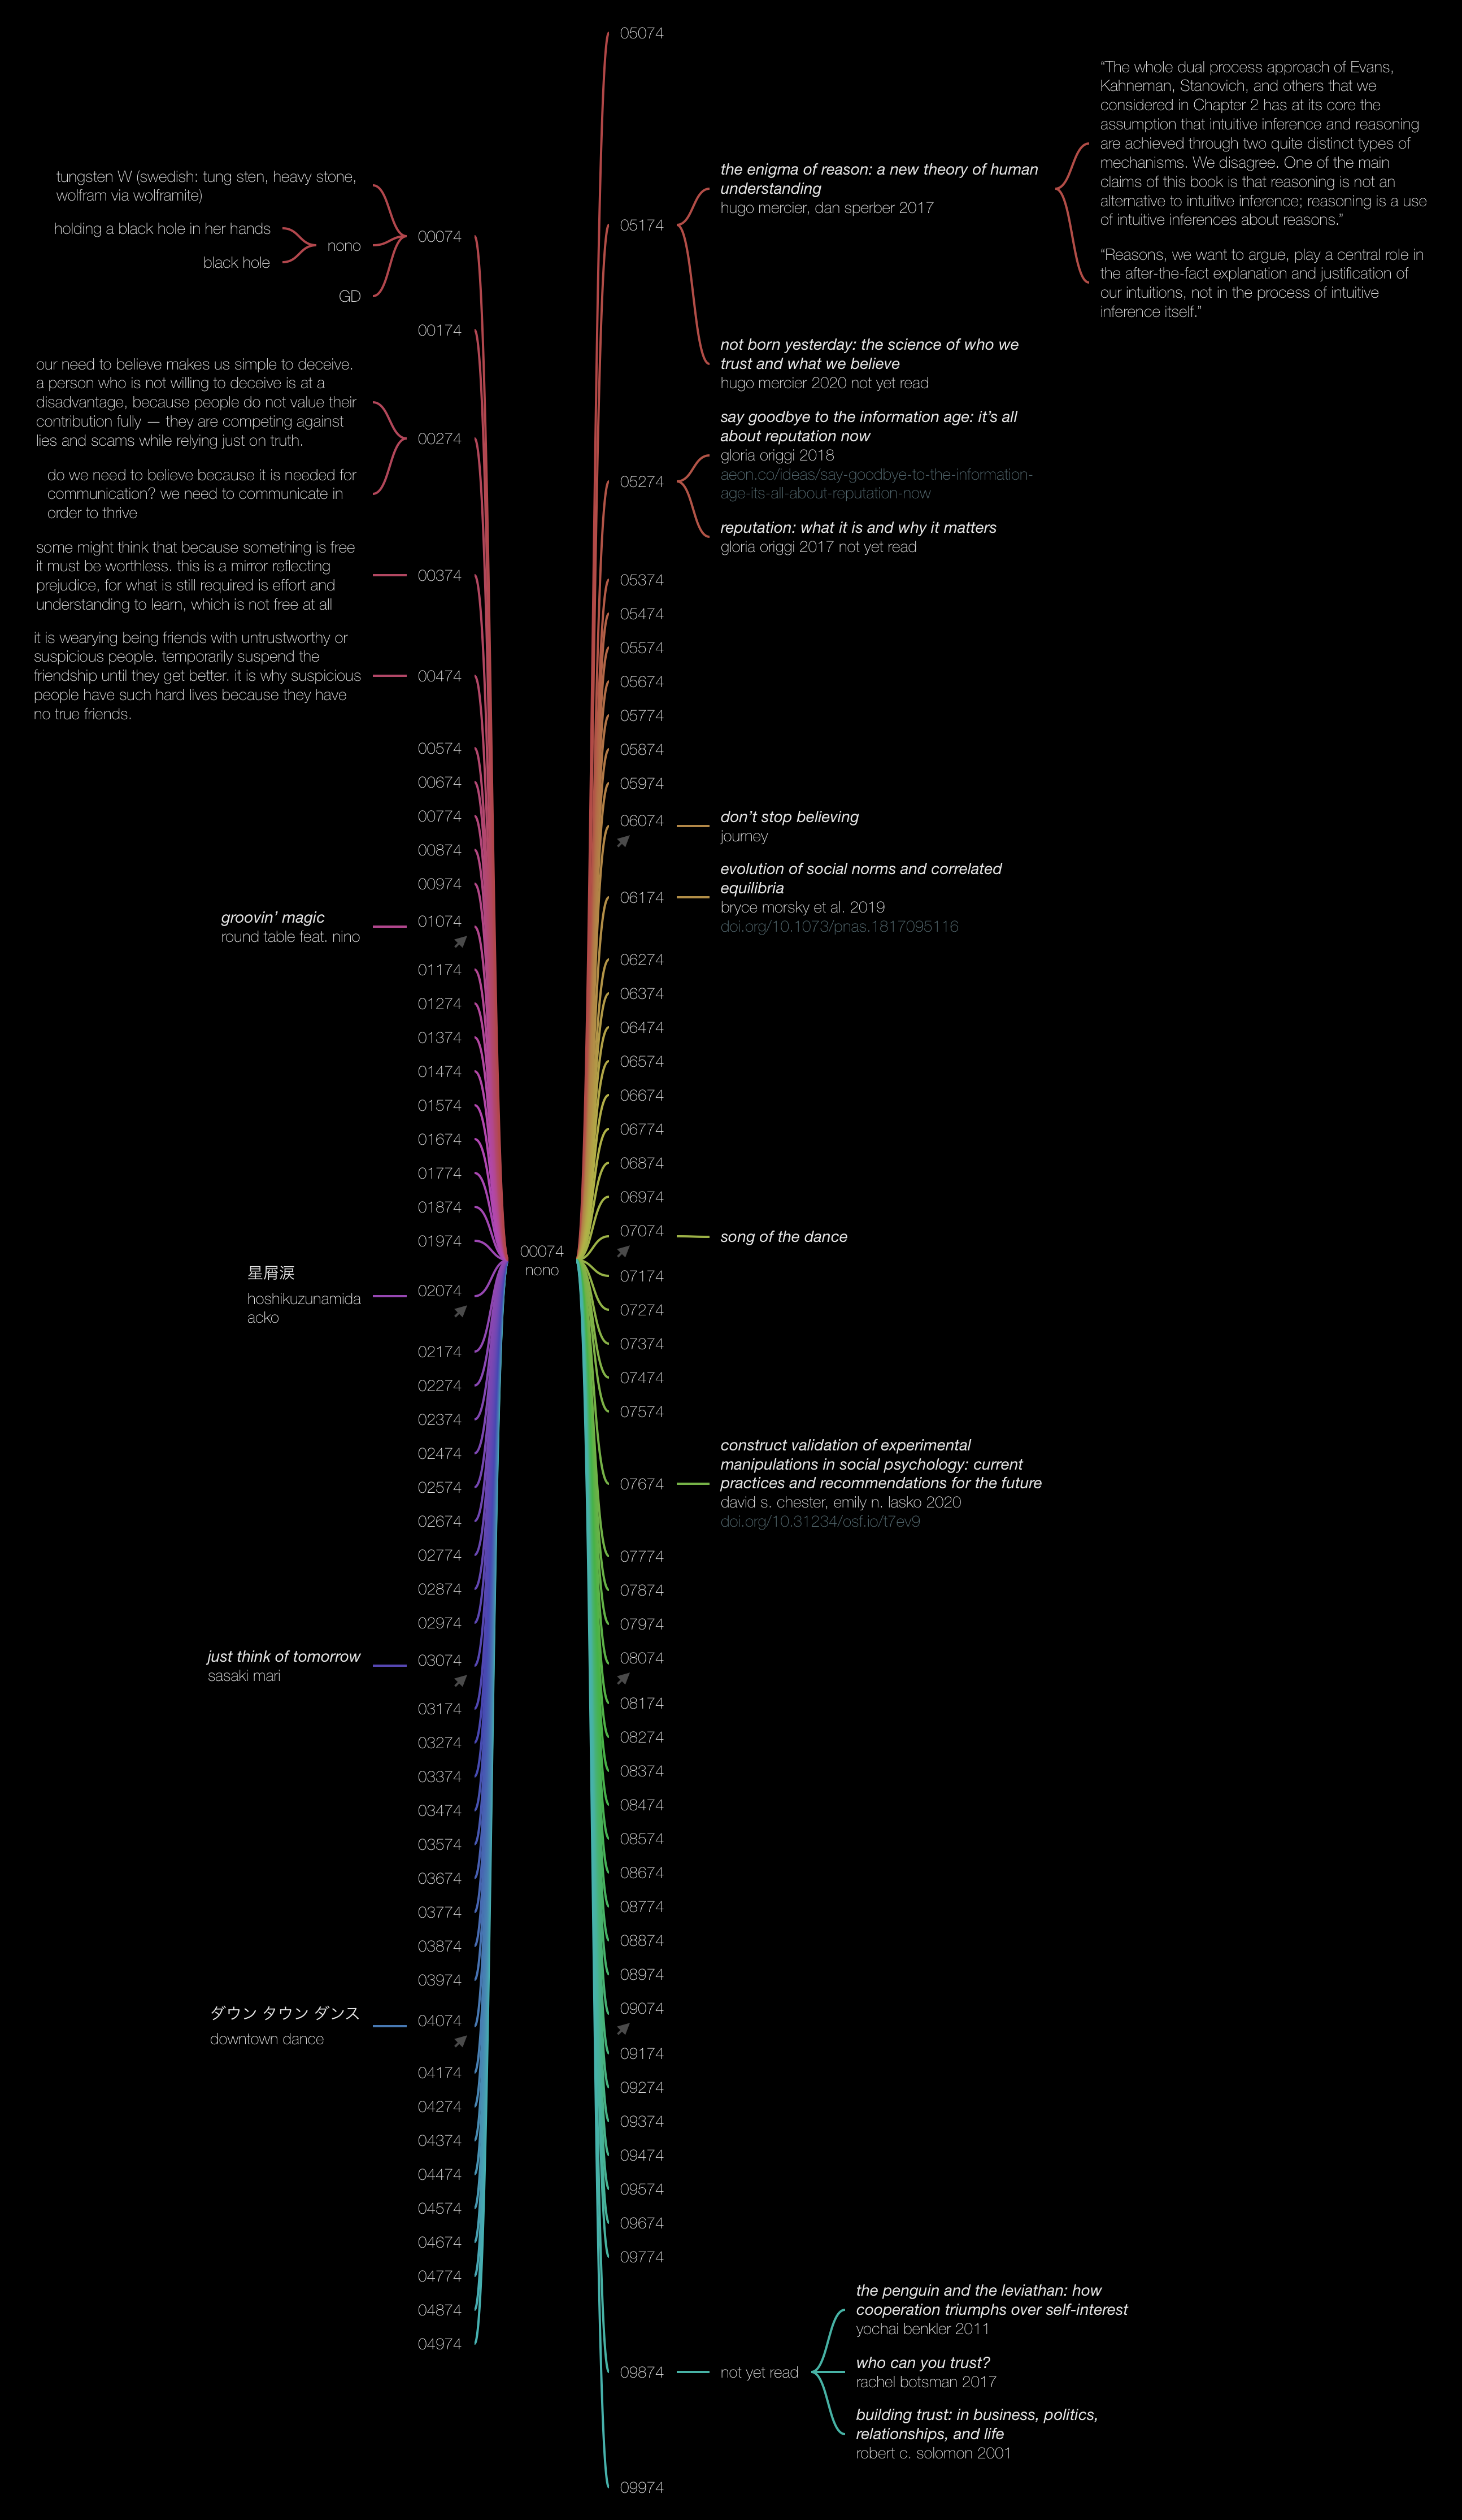 00074
nono
tungsten W (swedish: tung sten, heavy stone,
wolfram via wolframite)
holding a black hole in her hands
black hole
nono
GD
00074
00174
our need to believe makes us simple to deceive.
a person who is not willing to deceive is at a
disadvantage, because people do not value their
contribution fully — they are competing against
lies and scams while relying just on truth.
do we need to believe because it is needed for
communication? we need to communicate in
order to thrive
00274
some might think that because something is free
it must be worthless. this is a mirror reflecting
prejudice, for what is still required is effort and
understanding to learn, which is not free at all
00374
it is wearying being friends with untrustworthy or
suspicious people. temporarily suspend the
friendship until they get better. it is why suspicious
people have such hard lives because they have
no true friends.
00474
00574
00674
00774
00874
00974
groovin’ magic
round table feat. nino
01074
01174
01274
01374
01474
01574
01674
01774
01874
01974
星屑涙
hoshikuzunamida
acko
02074
02174
02274
02374
02474
02574
02674
02774
02874
02974
just think of tomorrow
sasaki mari
03074
03174
03274
03374
03474
03574
03674
03774
03874
03974
ダウン タウン ダンス
downtown dance
04074
04174
04274
04374
04474
04574
04674
04774
04874
04974
05074
05174
the enigma of reason: a new theory of human
understanding
hugo mercier, dan sperber 2017
“The whole dual process approach of Evans,
Kahneman, Stanovich, and others that we
considered in Chapter 2 has at its core the
assumption that intuitive inference and reasoning
are achieved through two quite distinct types of
mechanisms. We disagree. One of the main
claims of this book is that reasoning is not an
alternative to intuitive inference; reasoning is a use
of intuitive inferences about reasons.”
“Reasons, we want to argue, play a central role in
the after-the-fact explanation and justification of
our intuitions, not in the process of intuitive
inference itself.”
not born yesterday: the science of who we
trust and what we believe
hugo mercier 2020 not yet read
05274
say goodbye to the information age: it’s all
about reputation now
gloria origgi 2018
aeon.co/ideas/say-goodbye-to-the-information-
age-its-all-about-reputation-now
reputation: what it is and why it matters
gloria origgi 2017 not yet read
05374
05474
05574
05674
05774
05874
05974
06074
don’t stop believing
journey
06174
evolution of social norms and correlated
equilibria
bryce morsky et al. 2019
doi.org/10.1073/pnas.1817095116
06274
06374
06474
06574
06674
06774
06874
06974
07074
song of the dance
07174
07274
07374
07474
07574
07674
construct validation of experimental
manipulations in social psychology: current
practices and recommendations for the future
david s. chester, emily n. lasko 2020
doi.org/10.31234/osf.io/t7ev9
07774
07874
07974
08074
08174
08274
08374
08474
08574
08674
08774
08874
08974
09074
09174
09274
09374
09474
09574
09674
09774
09874
not yet read
the penguin and the leviathan: how
cooperation triumphs over self-interest
yochai benkler 2011
who can you trust?
rachel botsman 2017
building trust: in business, politics,
relationships, and life
robert c. solomon 2001
09974